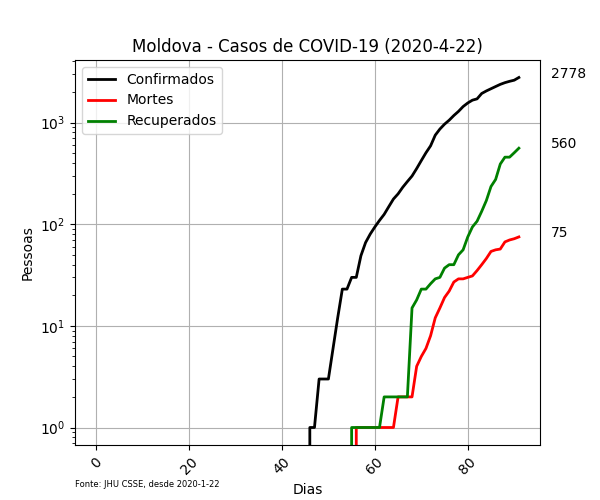 Moldova - Casos de COVID-19 (2020-4-22)
Confirmados
Mortes
Recuperados
2778
560
75
10³
10²
10¹
10⁰
Pessoas
0
20
40
60
80
Dias
Fonte: JHU CSSE, desde 2020-1-22